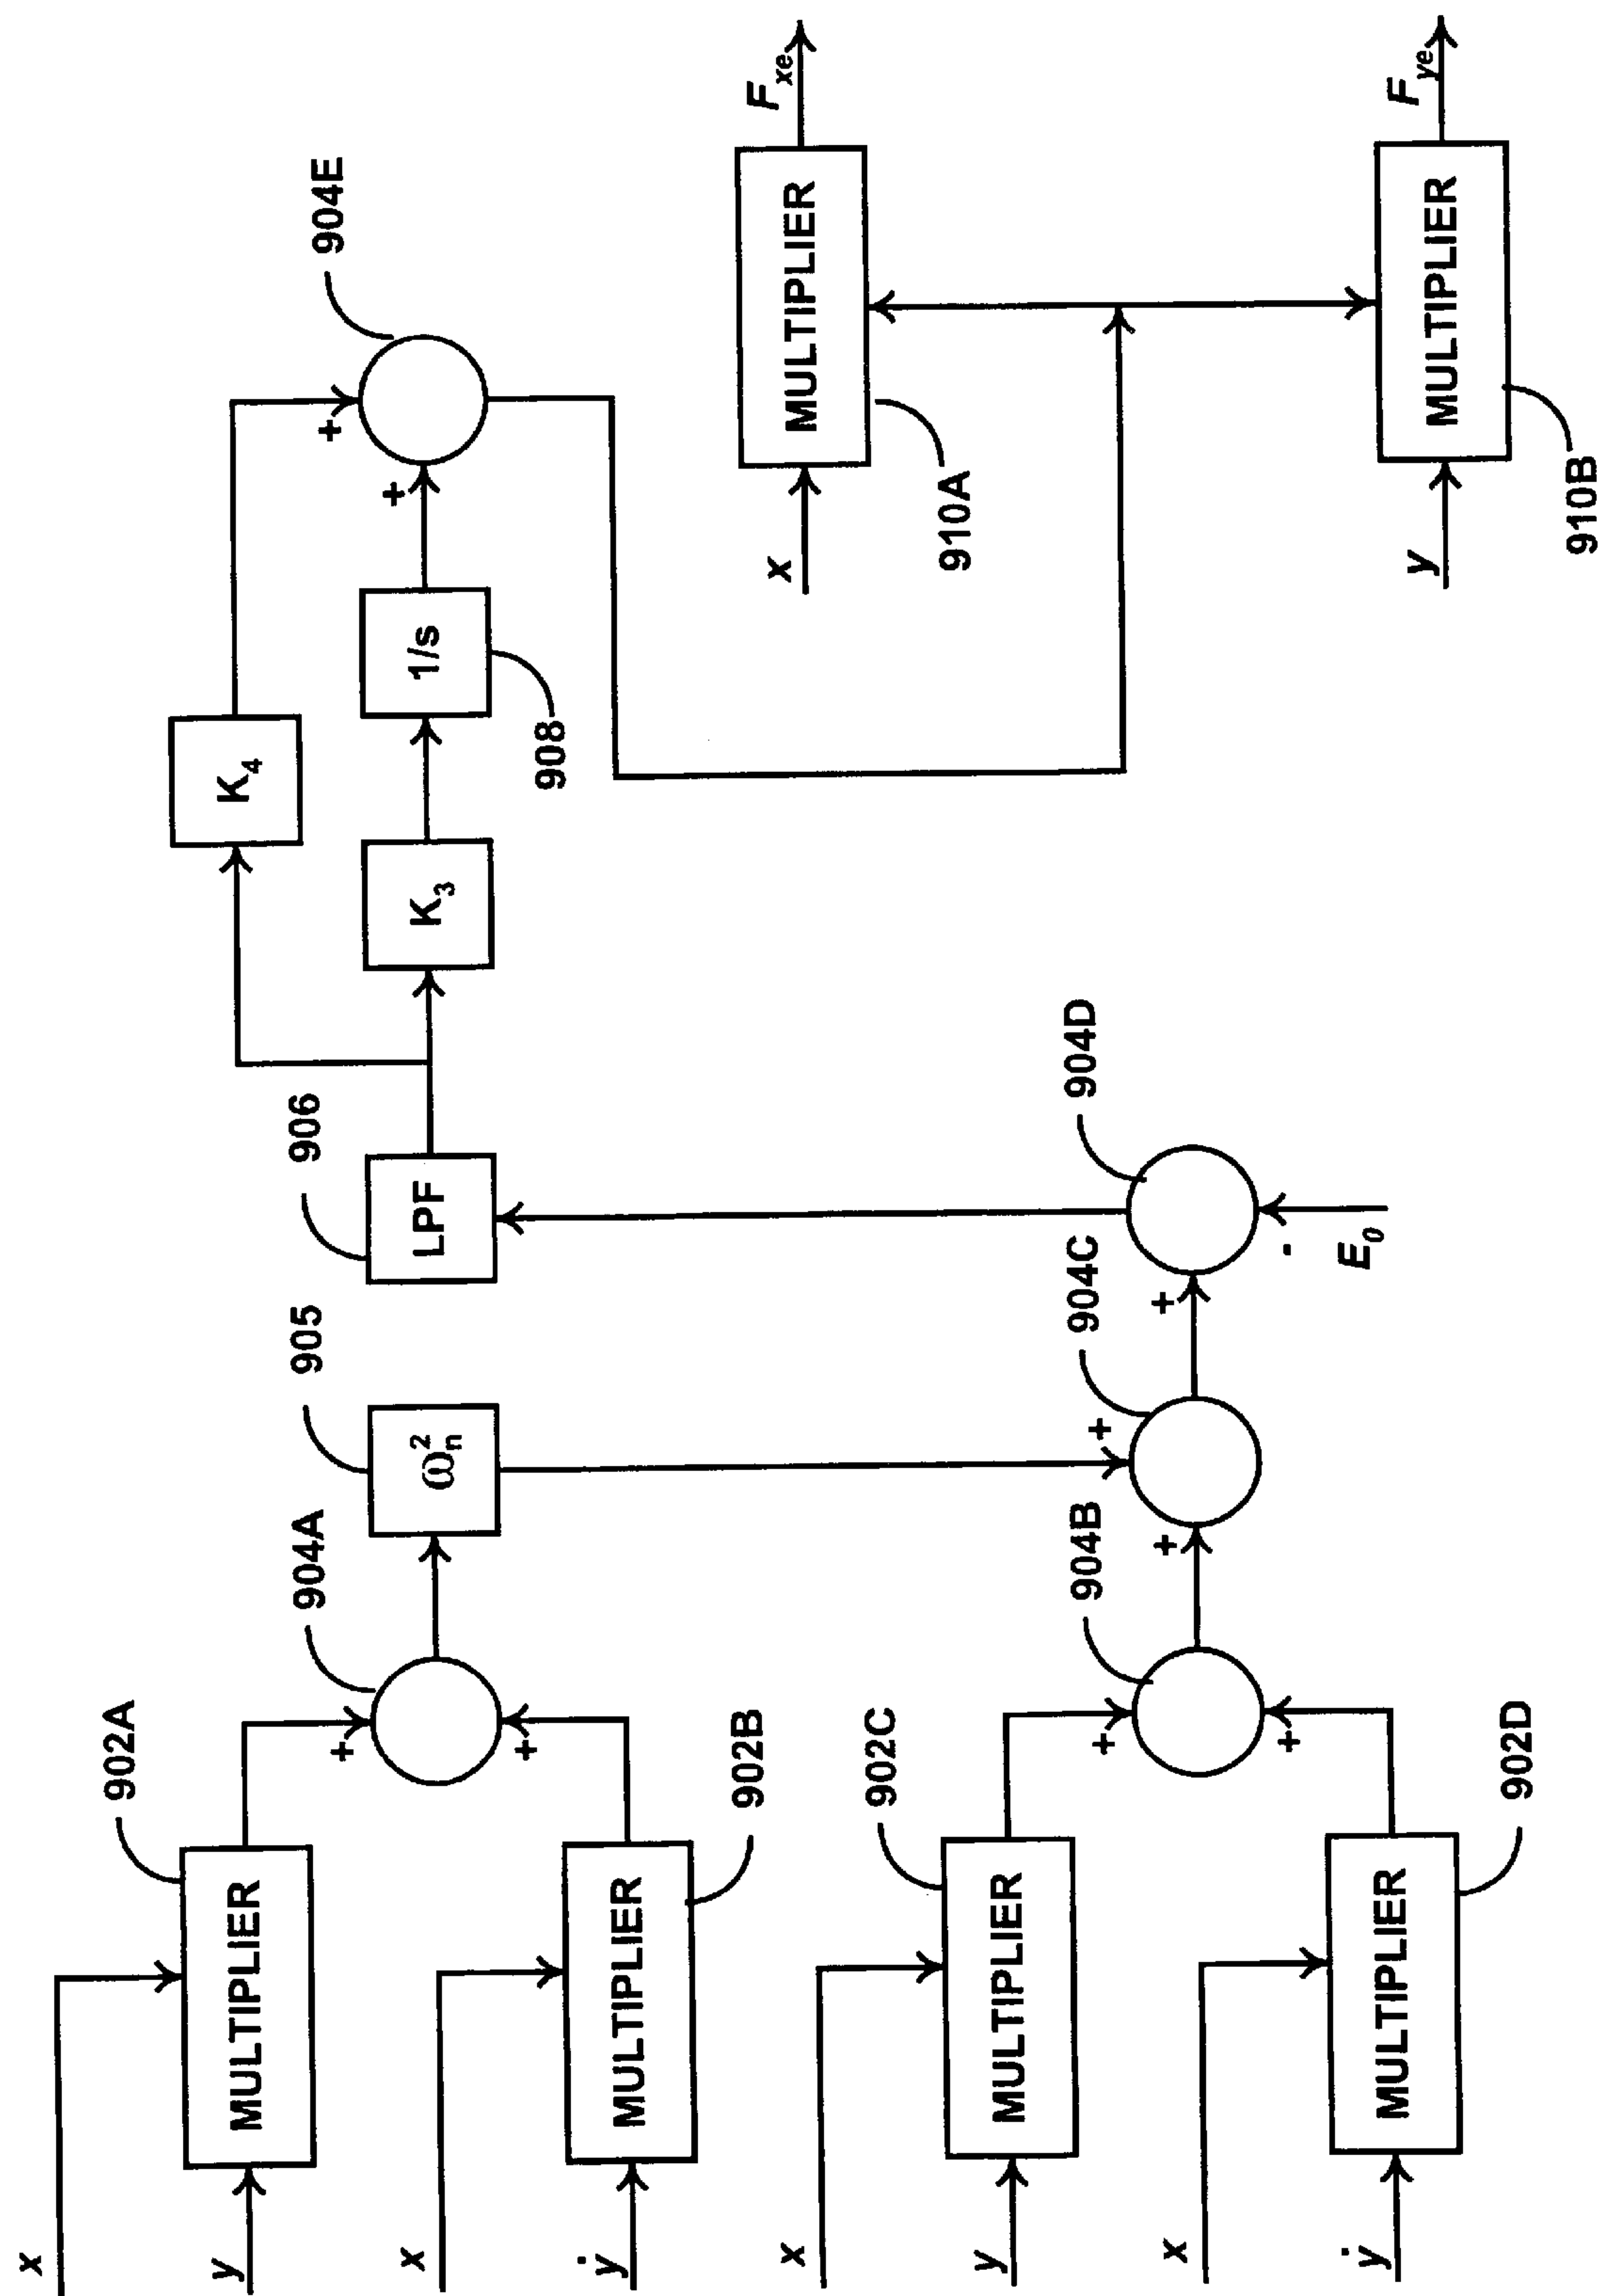 x
902A
y
MULTIPLIER
+
904A
905
ω²ₙ
+
x
ẏ
MULTIPLIER
902B
x
902C
y
MULTIPLIER
+
904B
+
x
ẏ
MULTIPLIER
902D
+
+
904C
+
904D
-
E₀
906
LPF
K₄
K₃
1/s
908
+
+
904E
x
MULTIPLIER
910A
Fₓₑ
y
MULTIPLIER
910B
F_ye